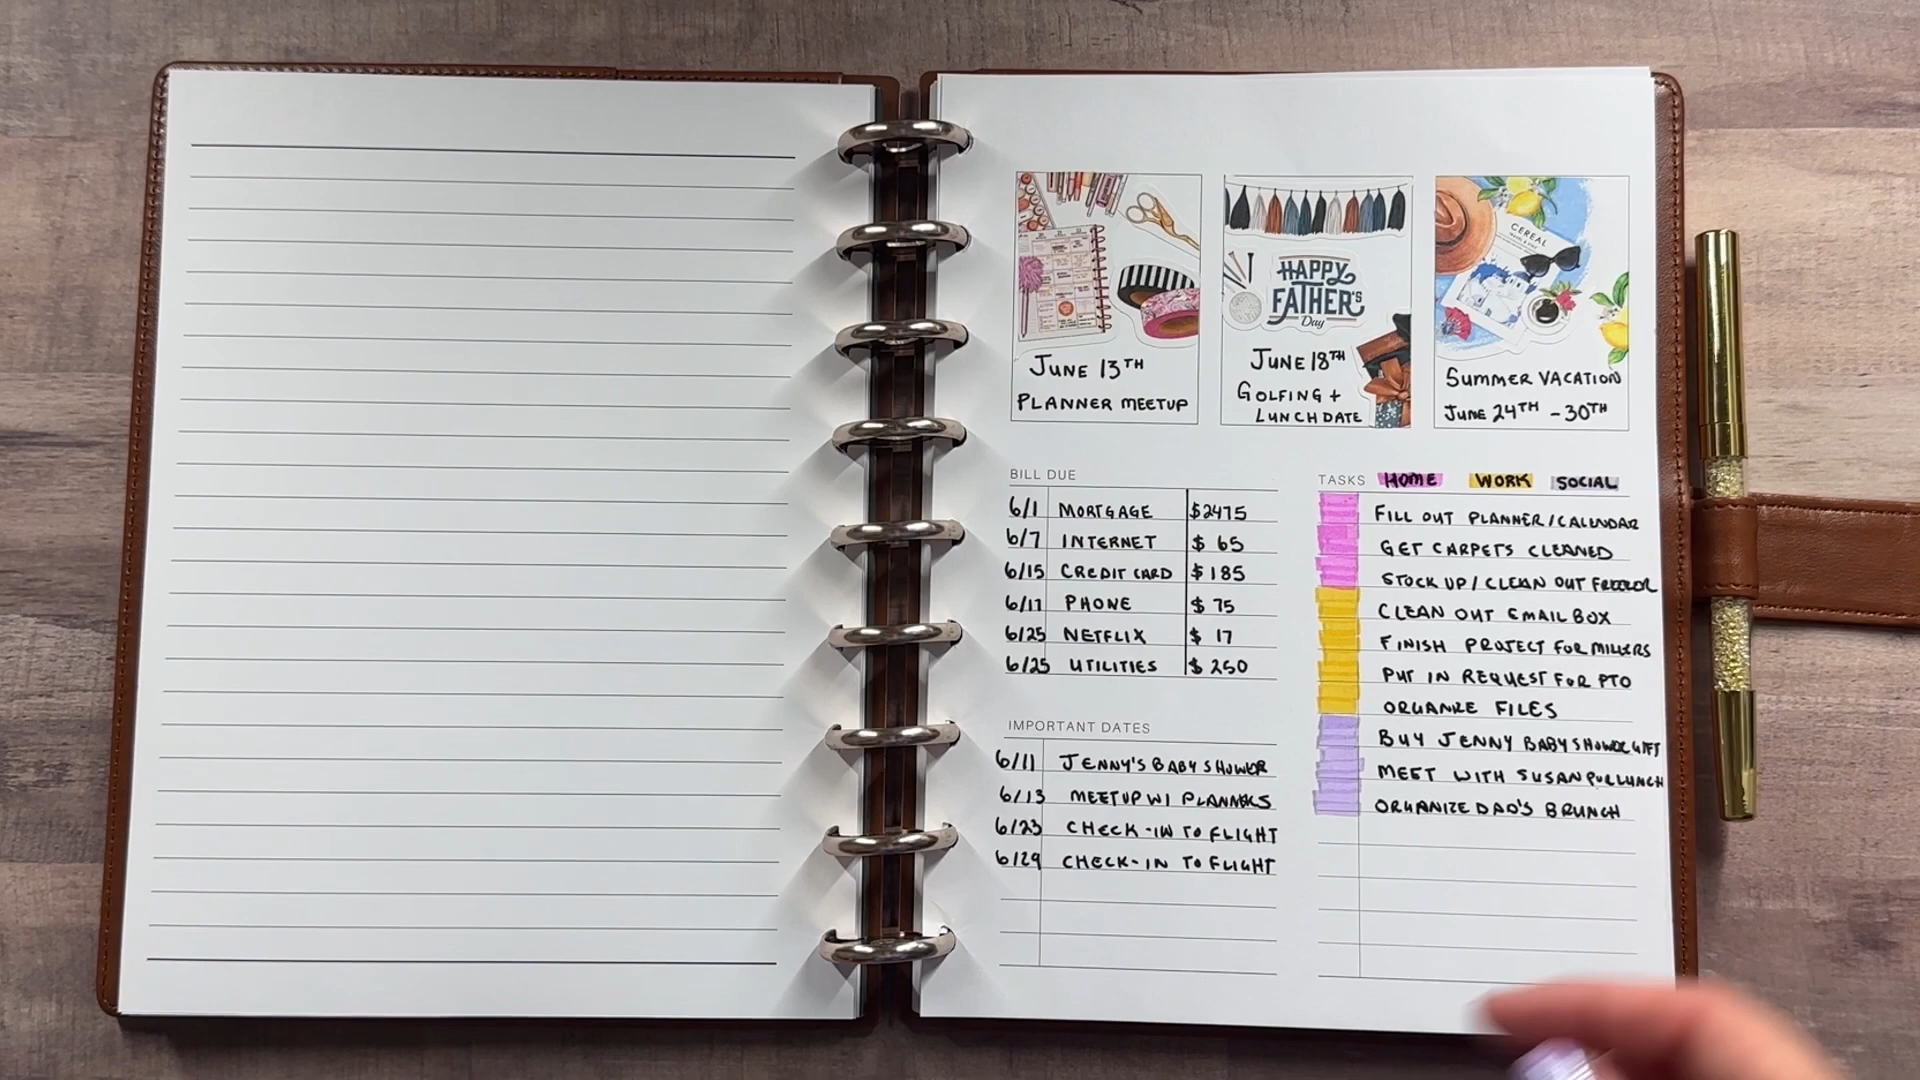 CEREAL
HAPPY
FATHER'S
Day
JUNE 13TH
PLANNER MEETUP
JUNE 18TH
GOLFING +
LUNCH DATE
SUMMER VACATION
JUNE 24TH - 30TH
BILL DUE
6/1 MORTGAGE $2475
6/7 INTERNET $ 65
6/15 CREDIT CARD $185
6/17 PHONE $ 75
6/25 NETFLIX $ 17
6/25 UTILITIES $ 250
IMPORTANT DATES
6/11 JENNY'S BABY SHOWER
6/13 MEETUP W/ PLANNERS
6/23 CHECK-IN TO FLIGHT
6/29 CHECK-IN TO FLIGHT
TASKS HOME WORK SOCIAL
FILL OUT PLANNER/CALENDAR
GET CARPETS CLEANED
STOCK UP/CLEAN OUT FREEZER
CLEAN OUT EMAIL BOX
FINISH PROJECT FOR MILLERS
PUT IN REQUEST FOR PTO
ORGANIZE FILES
BUY JENNY BABY SHOWER GIFT
MEET WITH SUSAN FOR LUNCH
ORGANIZE DAD'S BRUNCH